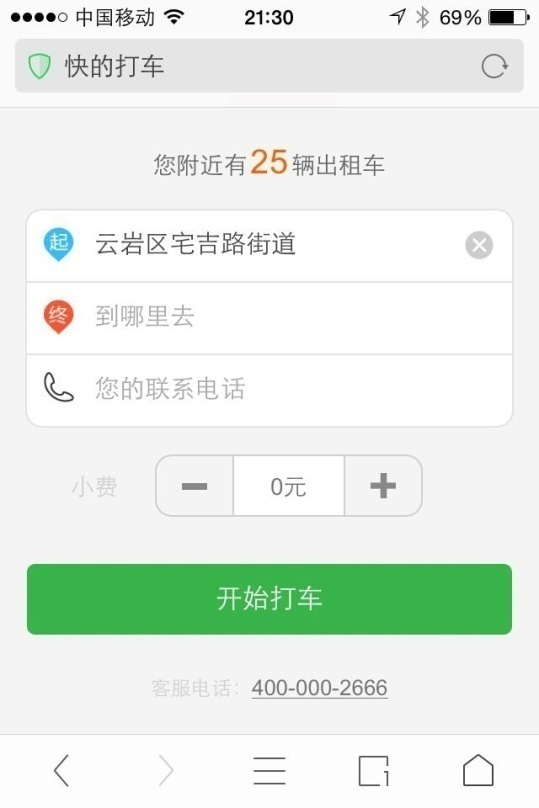 中国移动 21:30 69%
快的打车
您附近有25辆出租车
起 云岩区宅吉路街道
终 到哪里去
您的联系电话
小费 0元
开始打车
客服电话：400-000-2666
1